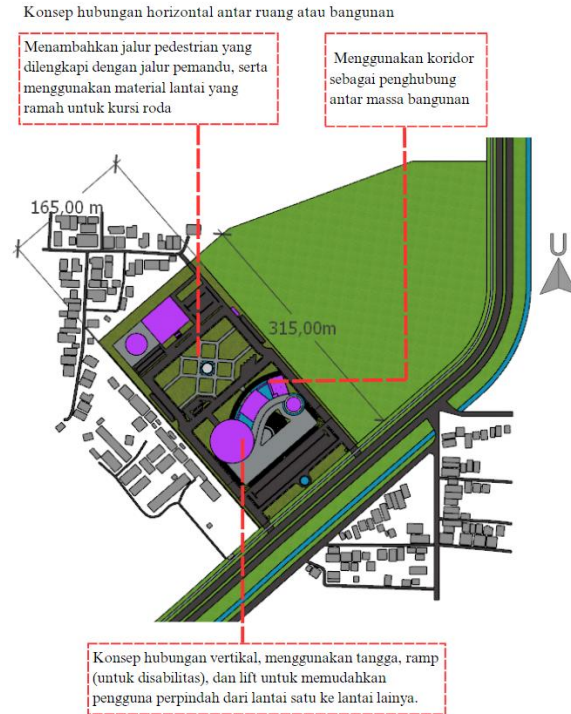 Konsep hubungan horizontal antar ruang atau bangunan
Menambahkan jalur pedestrian yang
dilengkapi dengan jalur pemandu, serta
menggunakan material lantai yang
ramah untuk kursi roda
Menggunakan koridor
sebagai penghubung
antar massa bangunan
165,00 m
315,00m
U
Konsep hubungan vertikal, menggunakan tangga, ramp
(untuk disabilitas), dan lift untuk memudahkan
pengguna perpindah dari lantai satu ke lantai lainya.